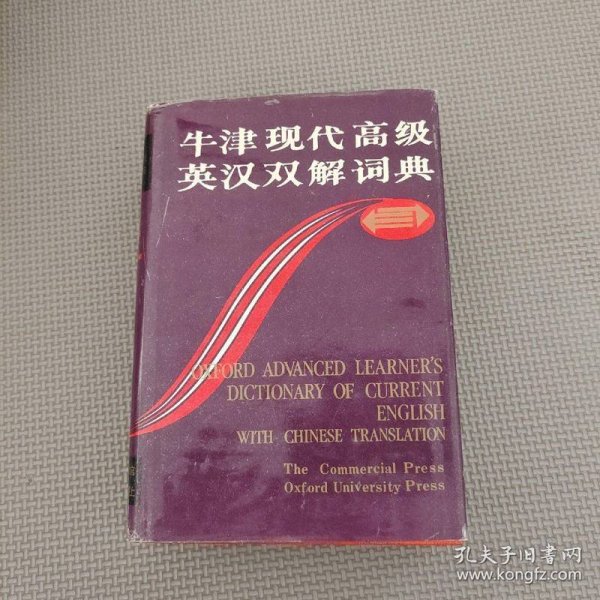 牛津现代高级
英汉双解词典
OXFORD ADVANCED LEARNER'S
DICTIONARY OF CURRENT
ENGLISH
WITH CHINESE TRANSLATION
The Commercial Press
Oxford University Press
孔夫子旧书网
www.kongfz.com